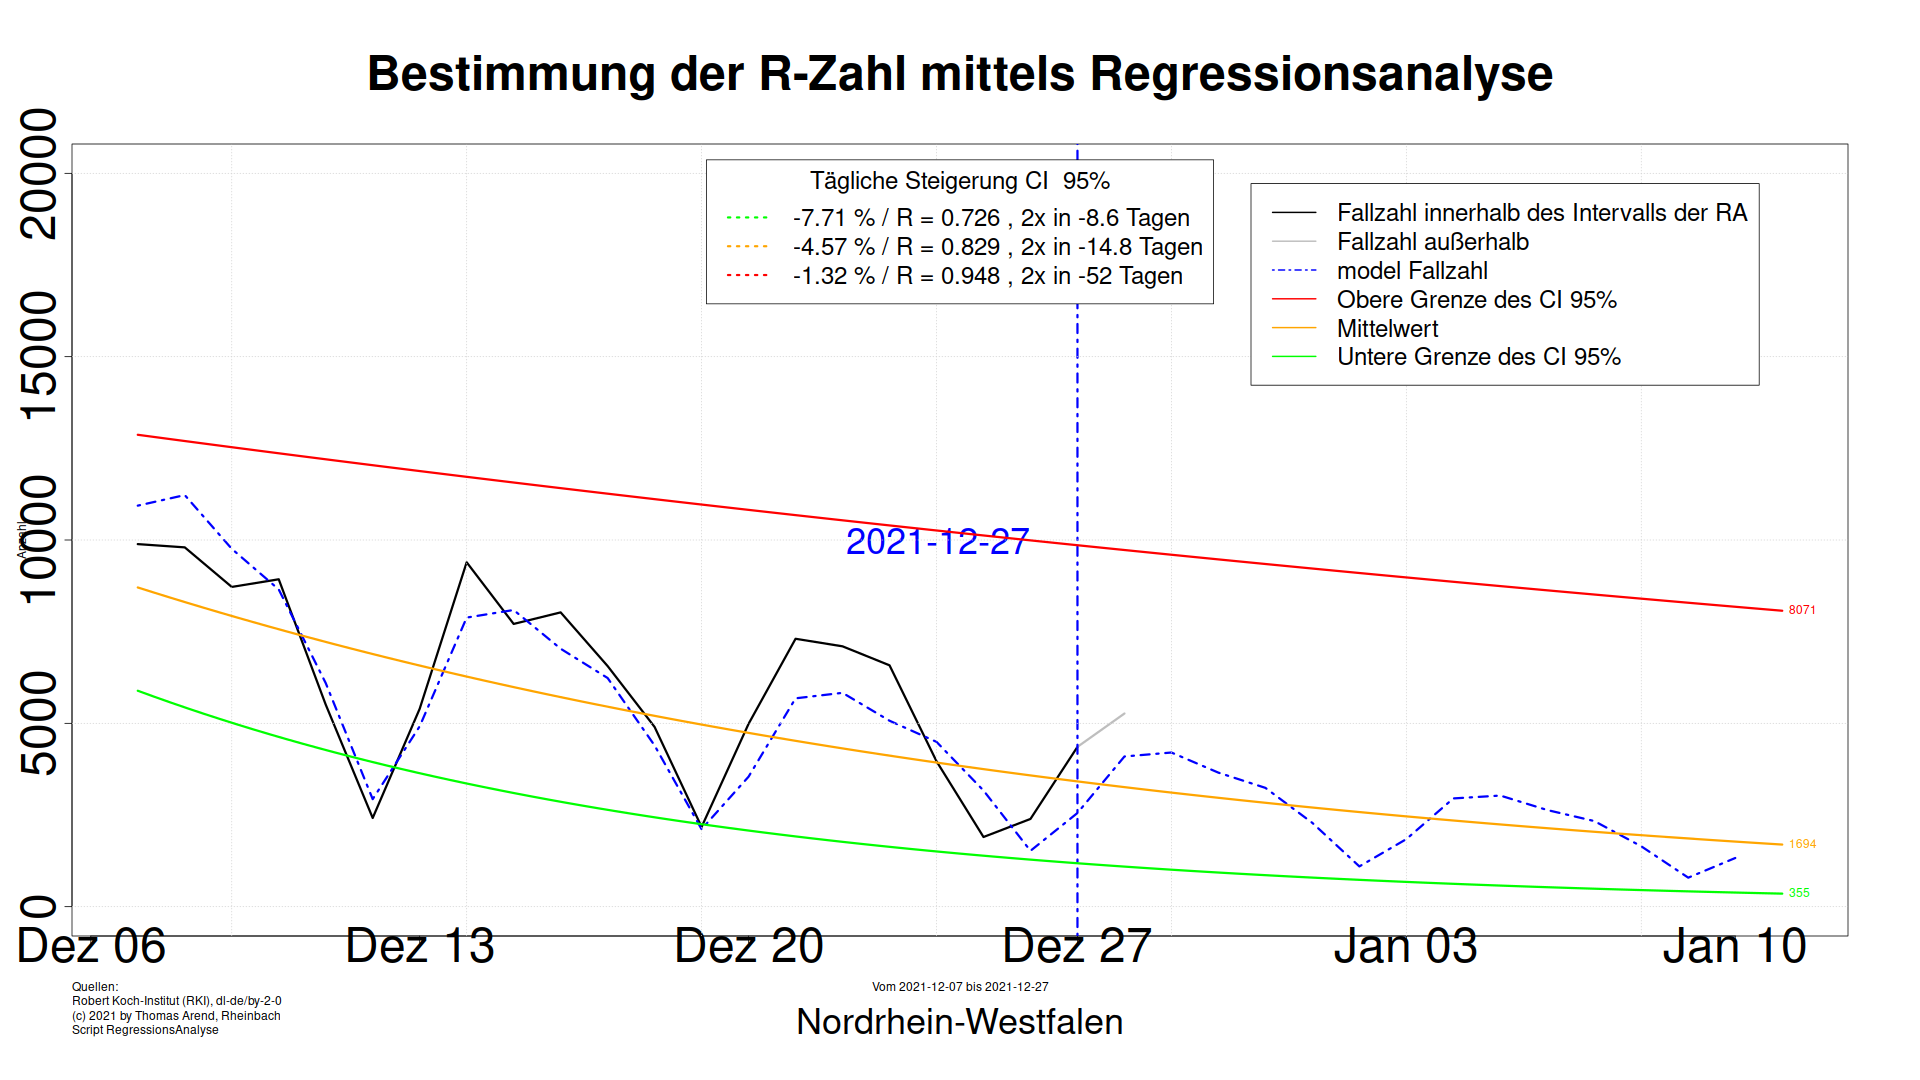 Bestimmung der R-Zahl mittels Regressionsanalyse
Tägliche Steigerung CI  95%
-7.71 % / R = 0.726 , 2x in -8.6 Tagen
-4.57 % / R = 0.829 , 2x in -14.8 Tagen
-1.32 % / R = 0.948 , 2x in -52 Tagen
Fallzahl innerhalb des Intervalls der RA
Fallzahl außerhalb
model Fallzahl
Obere Grenze des CI 95%
Mittelwert
Untere Grenze des CI 95%
20000
15000
10000
5000
0
Anzahl
2021-12-27
8071
1694
355
Dez 06 Dez 13 Dez 20 Dez 27 Jan 03 Jan 10
Quellen:
Robert Koch-Institut (RKI), dl-de/by-2-0
(c) 2021 by Thomas Arend, Rheinbach
Script RegressionsAnalyse
Vom 2021-12-07 bis 2021-12-27
Nordrhein-Westfalen